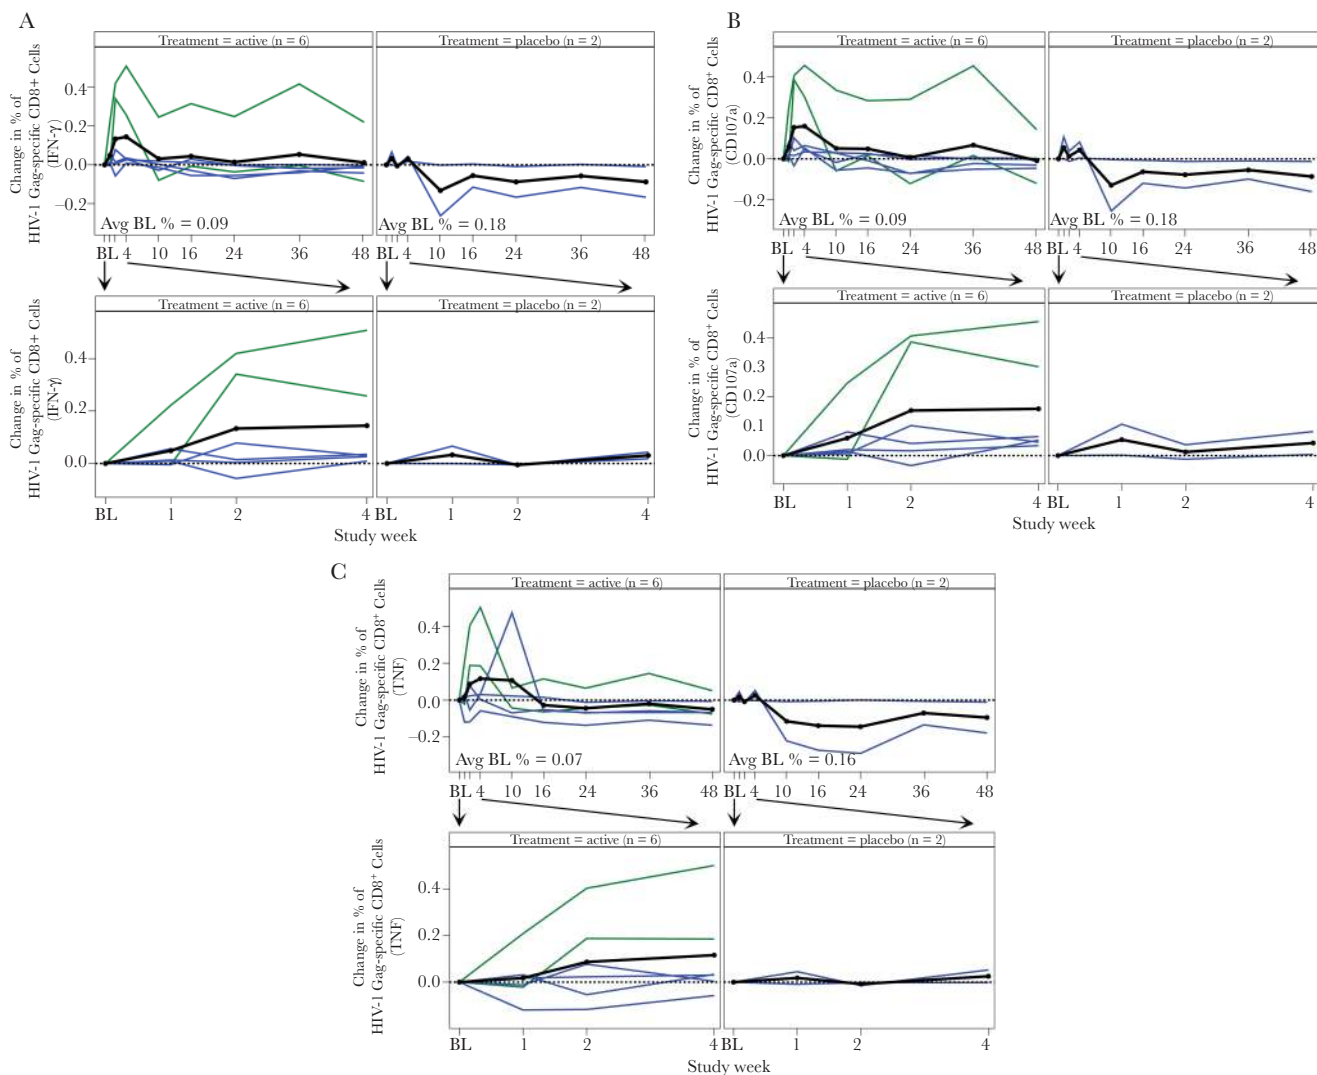 A
Treatment = active (n = 6)
Treatment = placebo (n = 2)
Change in % of
HIV-1 Gag-specific CD8+ Cells
(IFN-γ)
0.4
0.2
0.0
−0.2
Avg BL % = 0.09
Avg BL % = 0.18
BL 4 10 16 24 36 48
BL 4 10 16 24 36 48
Treatment = active (n = 6)
Treatment = placebo (n = 2)
Change in % of
HIV-1 Gag-specific CD8+ Cells
(IFN-γ)
0.4
0.2
0.0
BL 1 2 4
BL 1 2 4
Study week
B
Treatment = active (n = 6)
Treatment = placebo (n = 2)
Change in % of
HIV-1 Gag-specific CD8⁺ Cells
(CD107a)
0.4
0.2
0.0
−0.2
Avg BL % = 0.09
Avg BL % = 0.18
BL 4 10 16 24 36 48
BL 4 10 16 24 36 48
Treatment = active (n = 6)
Treatment = placebo (n = 2)
Change in % of
HIV-1 Gag-specific CD8⁺ Cells
(CD107a)
0.4
0.3
0.2
0.1
0.0
BL 1 2 4
BL 1 2 4
Study week
C
Treatment = active (n = 6)
Treatment = placebo (n = 2)
Change in % of
HIV-1 Gag-specific CD8⁺ Cells
(TNF)
0.4
0.2
0.0
−0.2
Avg BL % = 0.07
Avg BL % = 0.16
BL 4 10 16 24 36 48
BL 4 10 16 24 36 48
Treatment = active (n = 6)
Treatment = placebo (n = 2)
Change in % of
HIV-1 Gag-specific CD8⁺ Cells
(TNF)
0.4
0.2
0.0
BL 1 2 4
BL 1 2 4
Study week